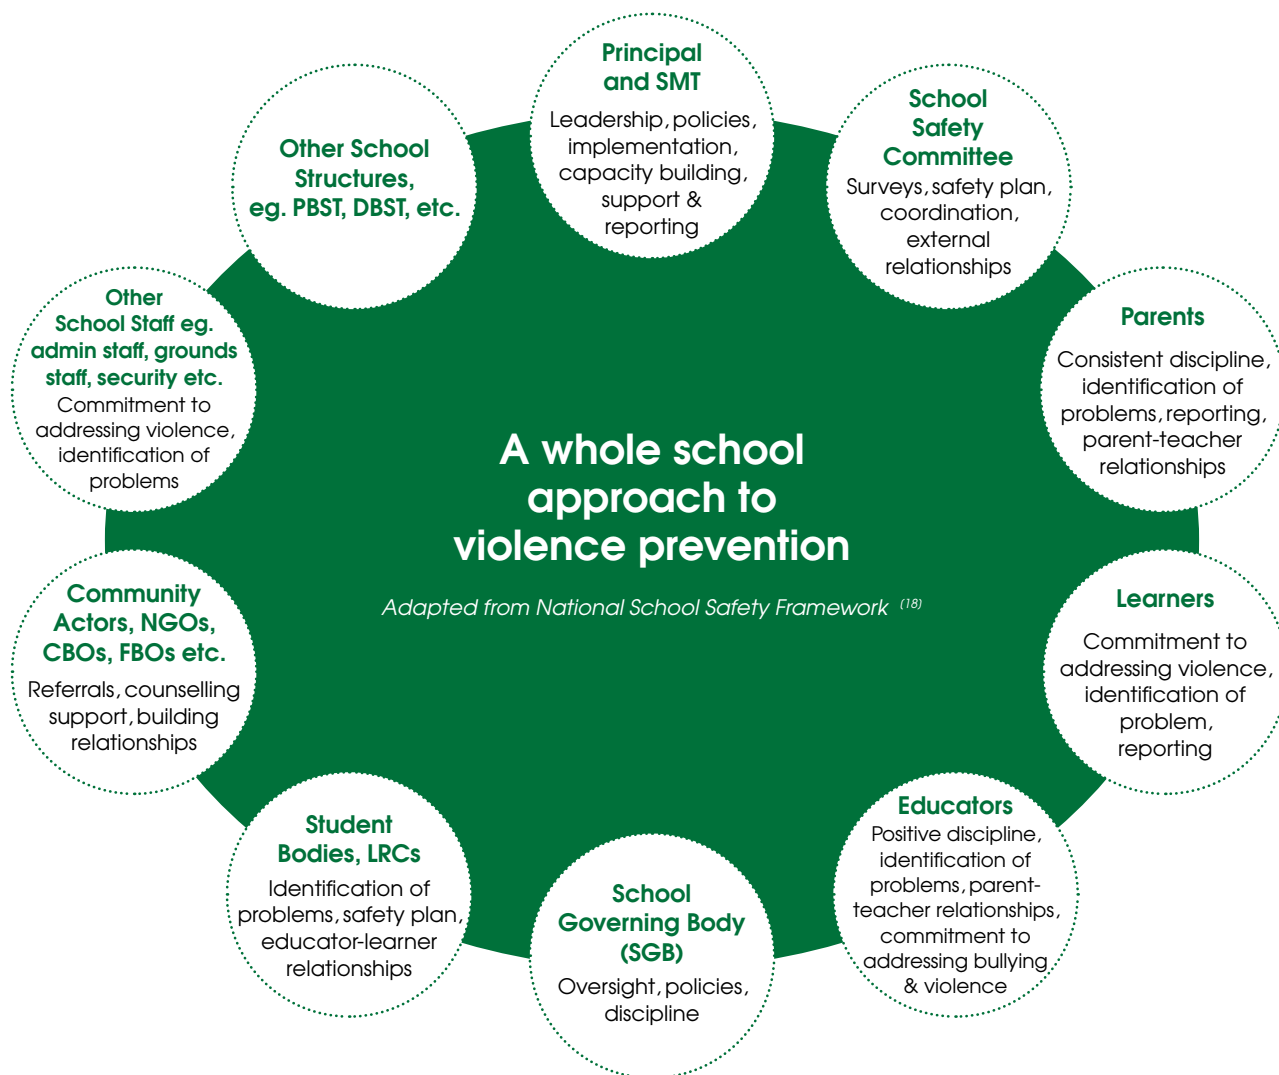 Principal
and SMT
Leadership, policies,
implementation,
capacity building,
support &
reporting
School
Safety
Committee
Surveys, safety plan,
coordination,
external
relationships
Parents
Consistent discipline,
identification of
problems, reporting,
parent-teacher
relationships
Learners
Commitment to
addressing violence,
identification of
problem,
reporting
Educators
Positive discipline,
identification of
problems, parent-
teacher relationships,
commitment to
addressing bullying
& violence
School
Governing Body
(SGB)
Oversight, policies,
discipline
Student
Bodies, LRCs
Identification of
problems, safety plan,
educator-learner
relationships
Community
Actors, NGOs,
CBOs, FBOs etc.
Referrals, counselling
support, building
relationships
Other
School Staff eg.
admin staff, grounds
staff, security etc.
Commitment to
addressing violence,
identification of
problems
Other School
Structures,
eg. PBST, DBST, etc.
A whole school
approach to
violence prevention
Adapted from National School Safety Framework (18)